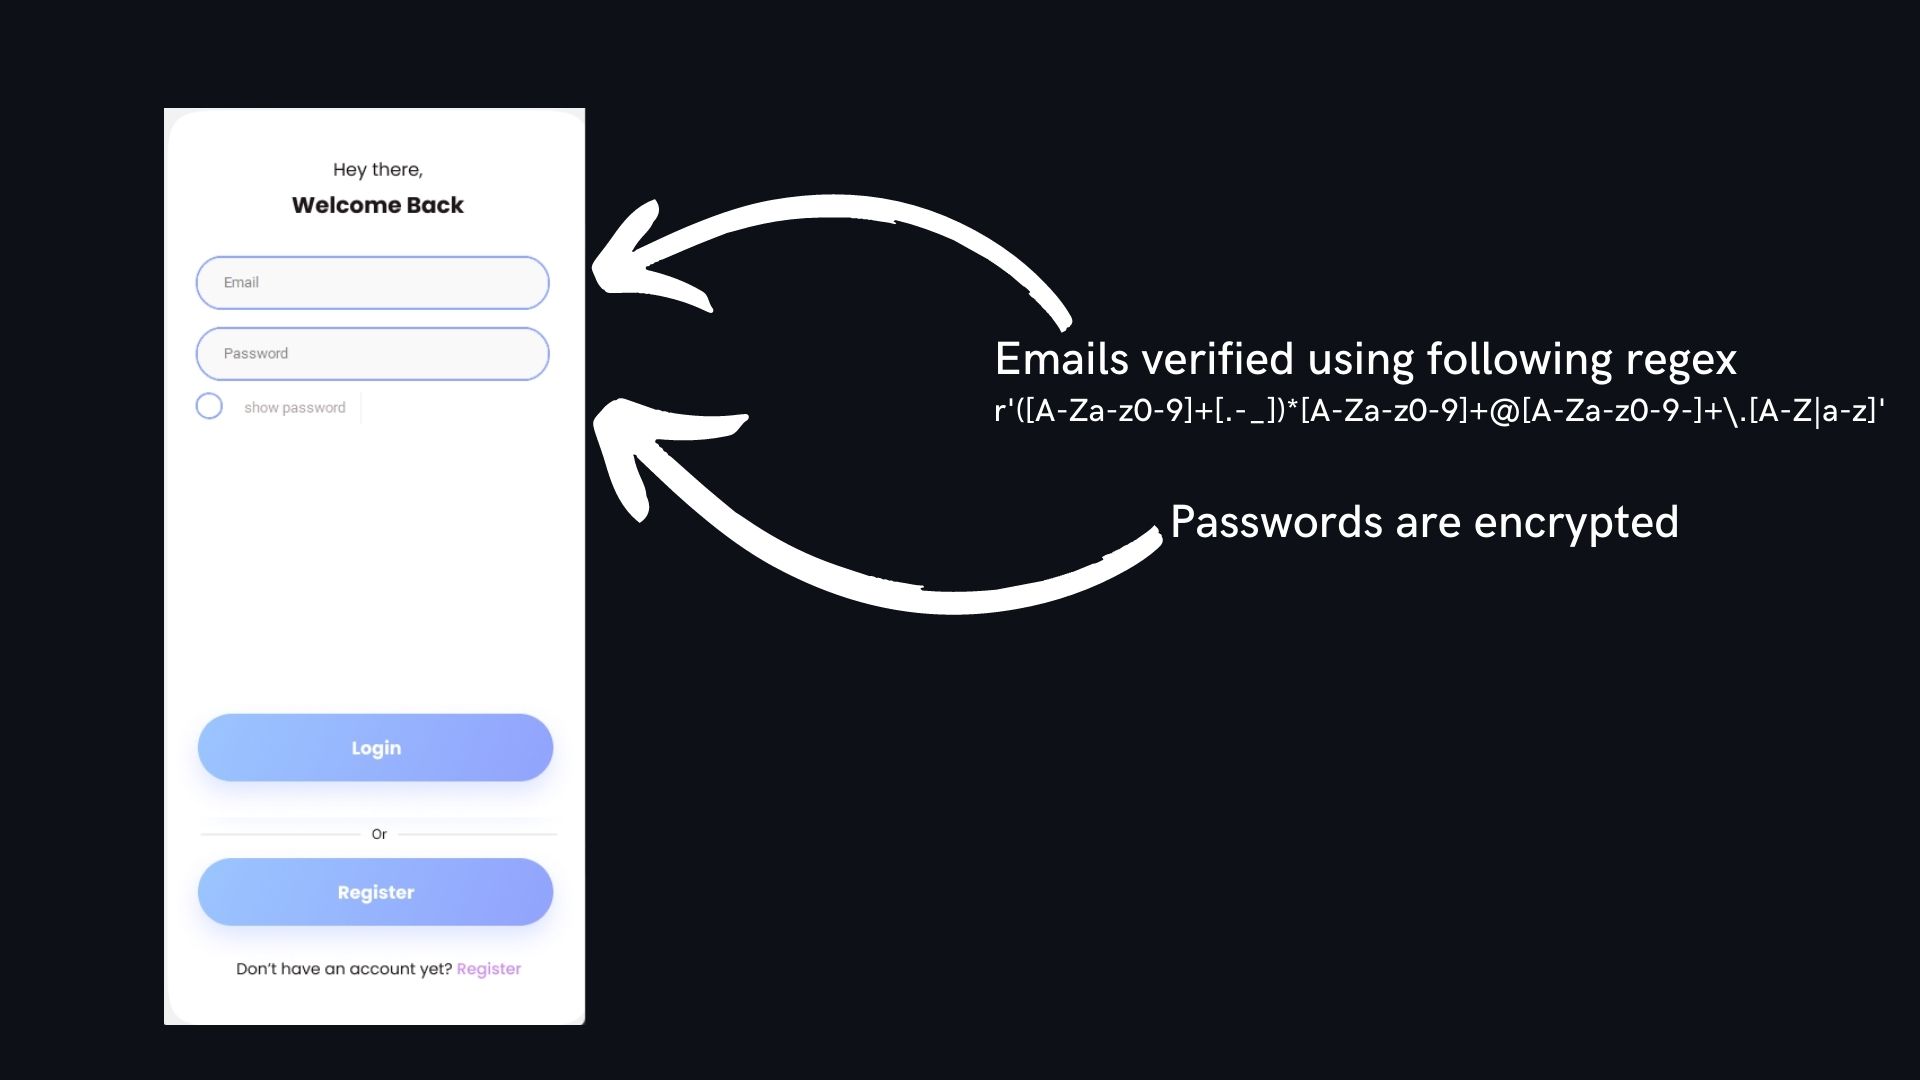 Hey there,
Welcome Back
Email
Password
show password
Login
Or
Register
Don't have an account yet? Register
Emails verified using following regex
r'([A-Za-z0-9]+[.-_])*[A-Za-z0-9]+@[A-Za-z0-9-]+\.[A-Z|a-z]'
Passwords are encrypted